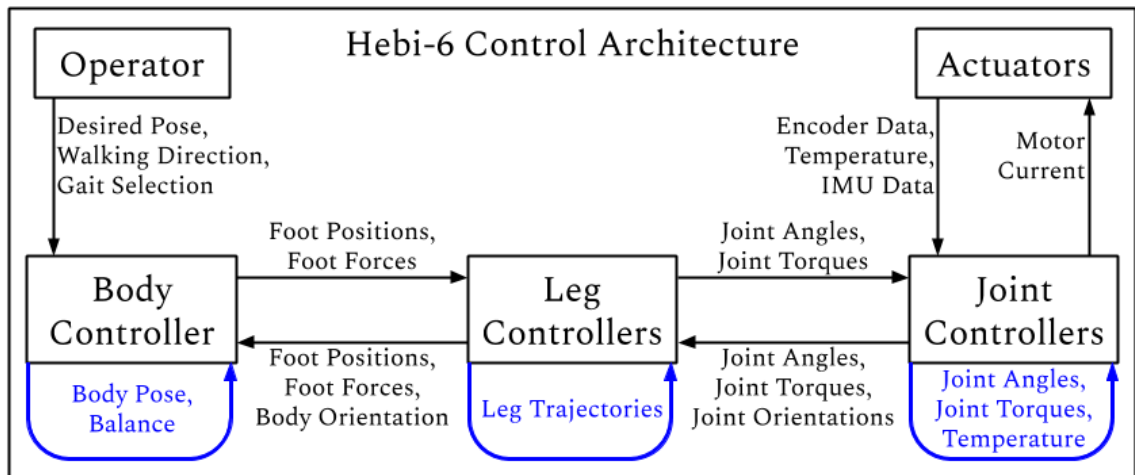 Hebi-6 Control Architecture
Operator
Actuators
Desired Pose,
Walking Direction,
Gait Selection
Encoder Data,
Temperature,
IMU Data
Motor
Current
Foot Positions,
Foot Forces
Joint Angles,
Joint Torques
Body
Controller
Leg
Controllers
Joint
Controllers
Foot Positions,
Foot Forces,
Body Orientation
Joint Angles,
Joint Torques,
Joint Orientations
Body Pose,
Balance
Leg Trajectories
Joint Angles,
Joint Torques,
Temperature